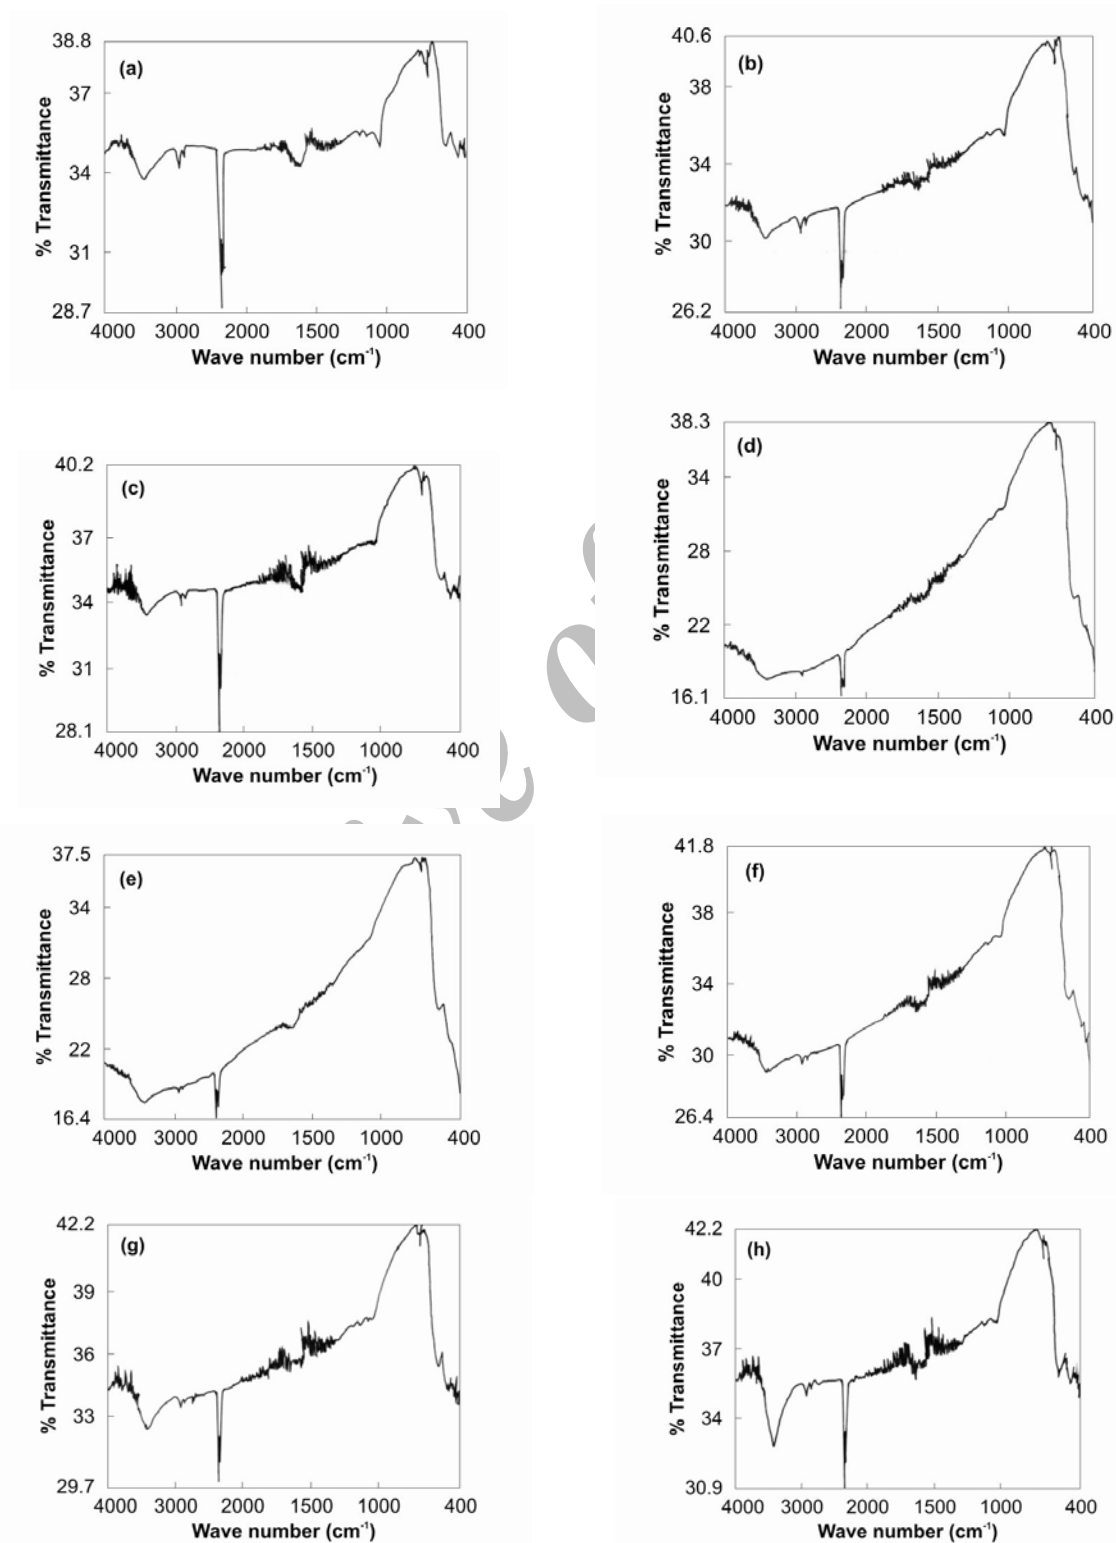 38.8
(a)
37
34
31
28.7
% Transmittance
4000 3000 2000 1500 1000 400
Wave number (cm-1)
40.6
(b)
38
34
30
26.2
% Transmittance
4000 3000 2000 1500 1000 400
Wave number (cm-1)
40.2
(c)
37
34
31
28.1
% Transmittance
4000 3000 2000 1500 1000 400
Wave number (cm-1)
38.3
(d)
34
28
22
16.1
% Transmittance
4000 3000 2000 1500 1000 400
Wave number (cm-1)
37.5
(e)
34
28
22
16.4
% Transmittance
4000 3000 2000 1500 1000 400
Wave number (cm-1)
41.8
(f)
38
34
30
26.4
% Transmittance
4000 3000 2000 1500 1000 400
Wave number (cm-1)
42.2
(g)
39
36
33
29.7
% Transmittance
4000 3000 2000 1500 1000 400
Wave number (cm-1)
42.2
(h)
40
37
34
30.9
% Transmittance
4000 3000 2000 1500 1000 400
Wave number (cm-1)